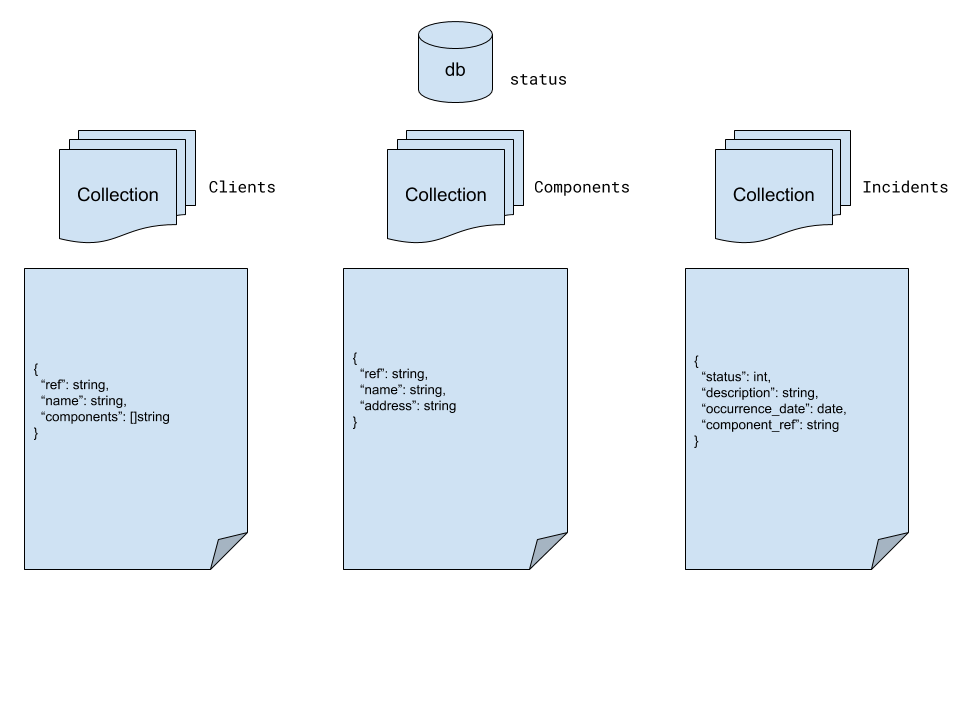 db
status
Collection
Clients
Collection
Components
Collection
Incidents
{
“ref”: string,
“name”: string,
“components”: []string
}
{
“ref”: string,
“name”: string,
“address”: string
}
{
“status”: int,
“description”: string,
“occurrence_date”: date,
“component_ref”: string
}